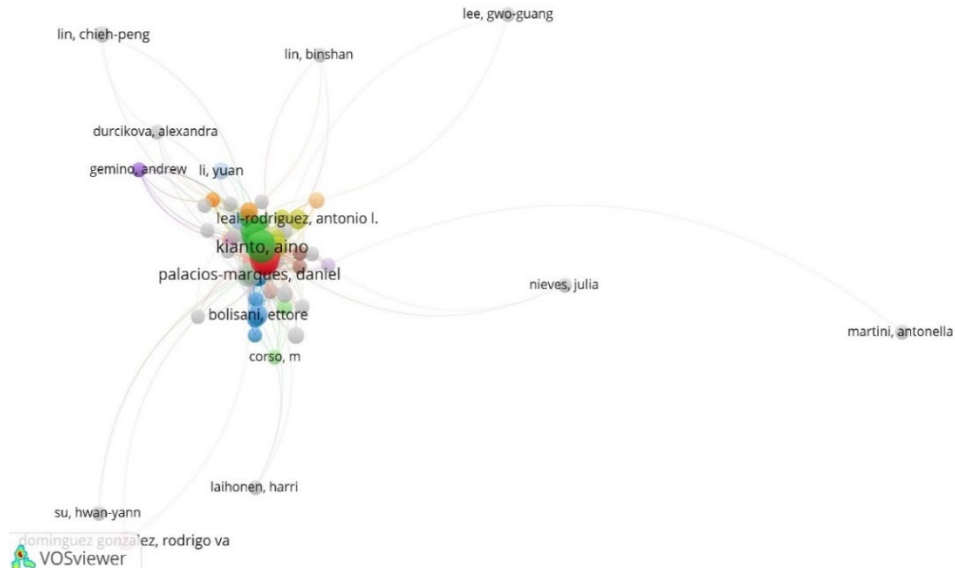 lee, gwo-guang
lin, chieh-peng
lin, binshan
durcikova, alexandra
gemino, andrew
li, yuan
leal-rodriguez, antonio l.
kianto, aino
palacios-marques, daniel
nieves, julia
bolisani, ettore
martini, antonella
corso, m
laihonen, harri
su, hwan-yann
dominguez gonzalez, rodrigo va
VOSviewer